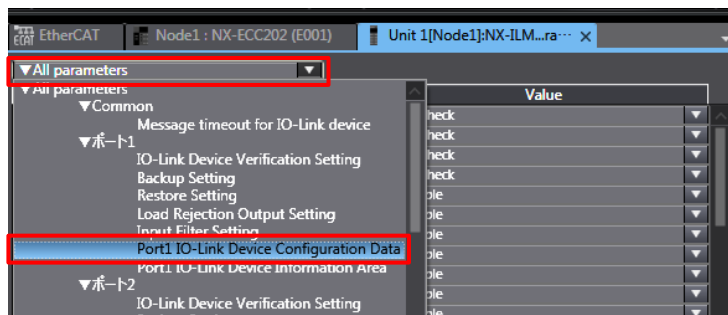 EtherCAT
Node1 : NX-ECC202 (E001)
Unit 1[Node1]:NX-ILM...ra…
▼All parameters
▼All parameters
Value
▼Common
heck
Message timeout for IO-Link device
heck
▼ポート1
heck
IO-Link Device Verification Setting
heck
Backup Setting
ble
Restore Setting
ble
Load Rejection Output Setting
ble
Input Filter Setting
ble
Port1 IO-Link Device Configuration Data
ble
Port1 IO-Link Device Information Area
ble
▼ポート2
ble
IO-Link Device Verification Setting
ble